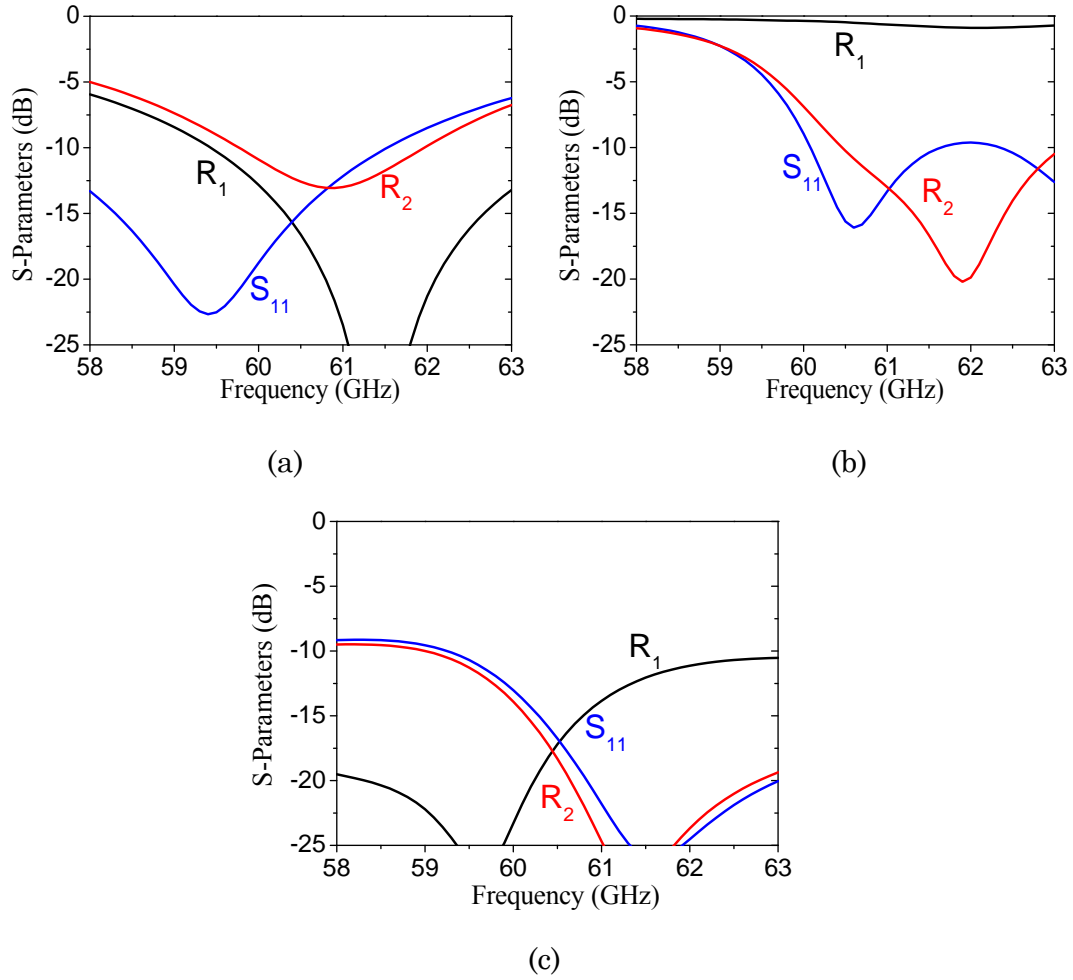 0
-5
-10
-15
-20
-25
S-Parameters (dB)
R1
R2
S11
58 59 60 61 62 63
Frequency (GHz)
(a)
0
-5
-10
-15
-20
-25
S-Parameters (dB)
R1
S11
R2
58 59 60 61 62 63
Frequency (GHz)
(b)
0
-5
-10
-15
-20
-25
S-Parameters (dB)
R1
S11
R2
58 59 60 61 62 63
Frequency (GHz)
(c)